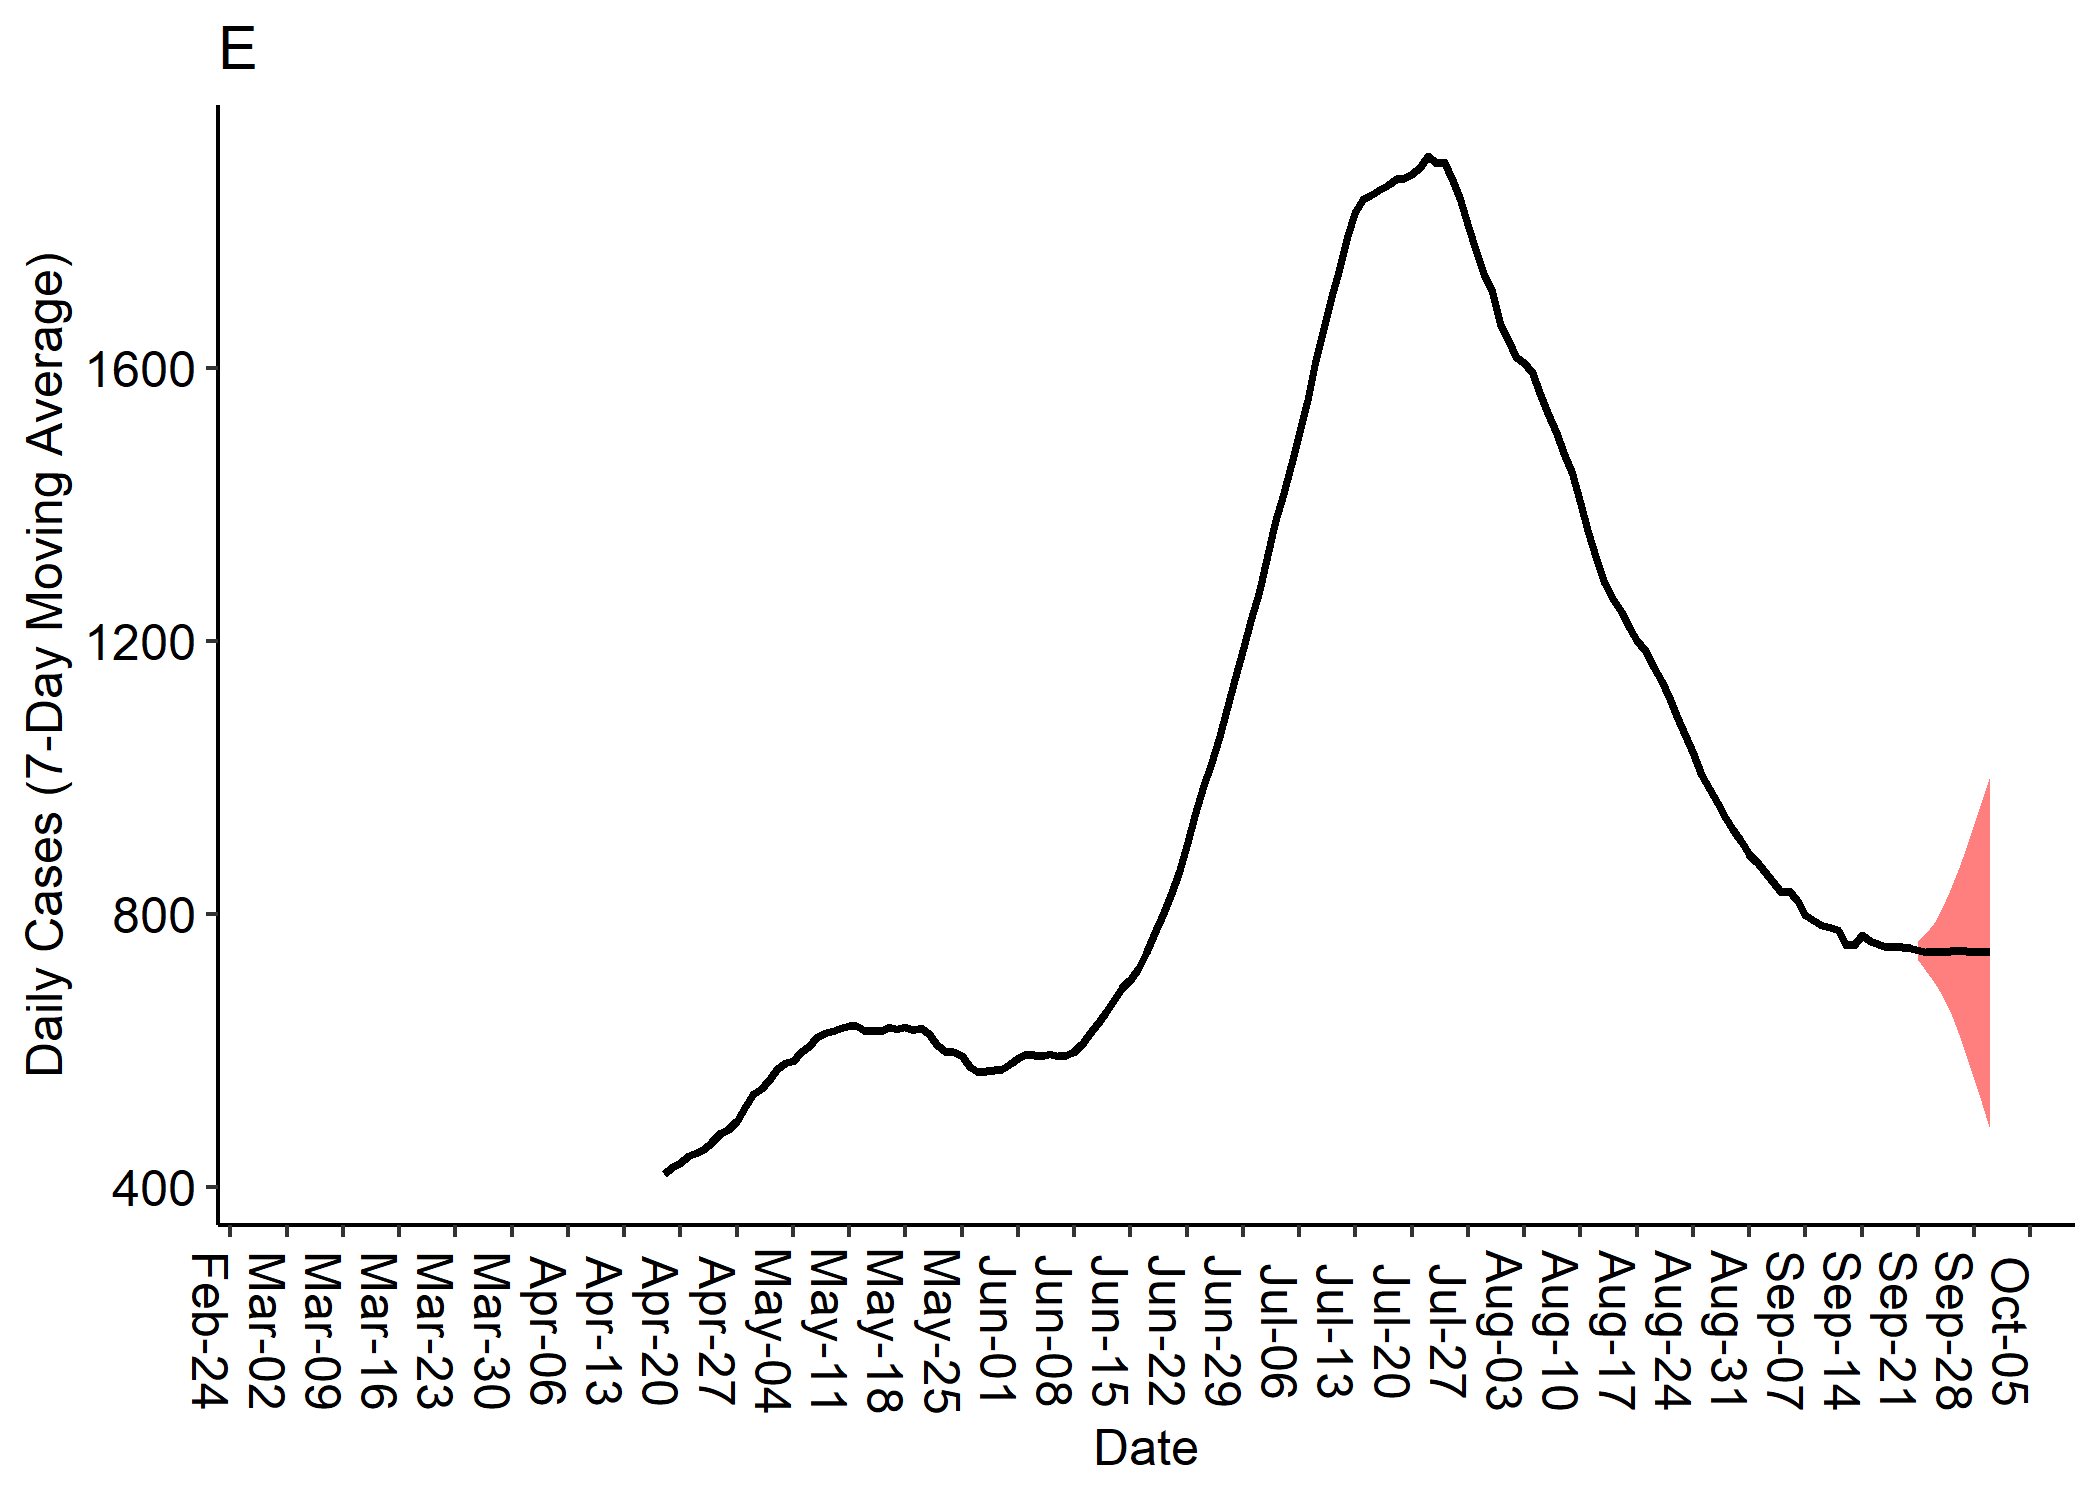 E
Daily Cases (7-Day Moving Average)
1600
1200
800
400
Feb-24
Mar-02
Mar-09
Mar-16
Mar-23
Mar-30
Apr-06
Apr-13
Apr-20
Apr-27
May-04
May-11
May-18
May-25
Jun-01
Jun-08
Jun-15
Jun-22
Jun-29
Jul-06
Jul-13
Jul-20
Jul-27
Aug-03
Aug-10
Aug-17
Aug-24
Aug-31
Sep-07
Sep-14
Sep-21
Sep-28
Oct-05
Date